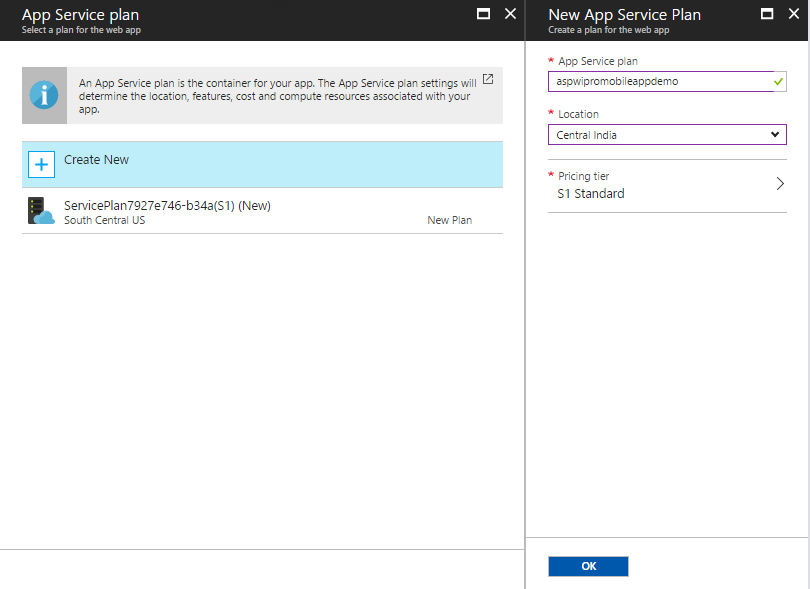 App Service plan
Select a plan for the web app
An App Service plan is the container for your app. The App Service plan settings will
determine the location, features, cost and compute resources associated with your
app.
Create New
ServicePlan7927e746-b34a(S1) (New)
South Central US
New Plan
New App Service Plan
Create a plan for the web app
* App Service plan
aspwipromobileappdemo
* Location
Central India
* Pricing tier
S1 Standard
OK